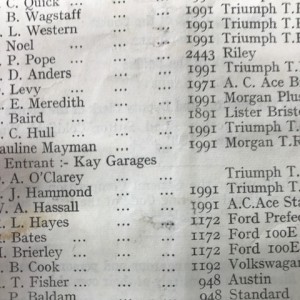 C. Quick ...
B. Wagstaff ... 1991 Triumph T.
L. Western ... 1991 Triumph T.
Noel ... 1991 Triumph T.
P. Pope ... 2443 Riley
D. Anders ... 1991 Triumph T.
Levy ... 1971 A. C. Ace B
E. Meredith ... 1991 Morgan Plus
Baird ... 1891 Lister Bristo
C. Hull ... 1991 Triumph T.
auline Mayman ... 1991 Morgan T.R
Entrant :- Kay Garages
A. O'Clarey ... Triumph T.
J. Hammond ... 1991 Triumph T.
A. Hassall ... 1991 A.C.Ace Sta
L. Hayes ... 1172 Ford Prefe
Bates ... 1172 Ford 100E
Brierley ... 1172 Ford 100E
B. Cook ... 1192 Volkswage
T. Fisher ... 948 Austin
P. Baldam ... 948 Standard